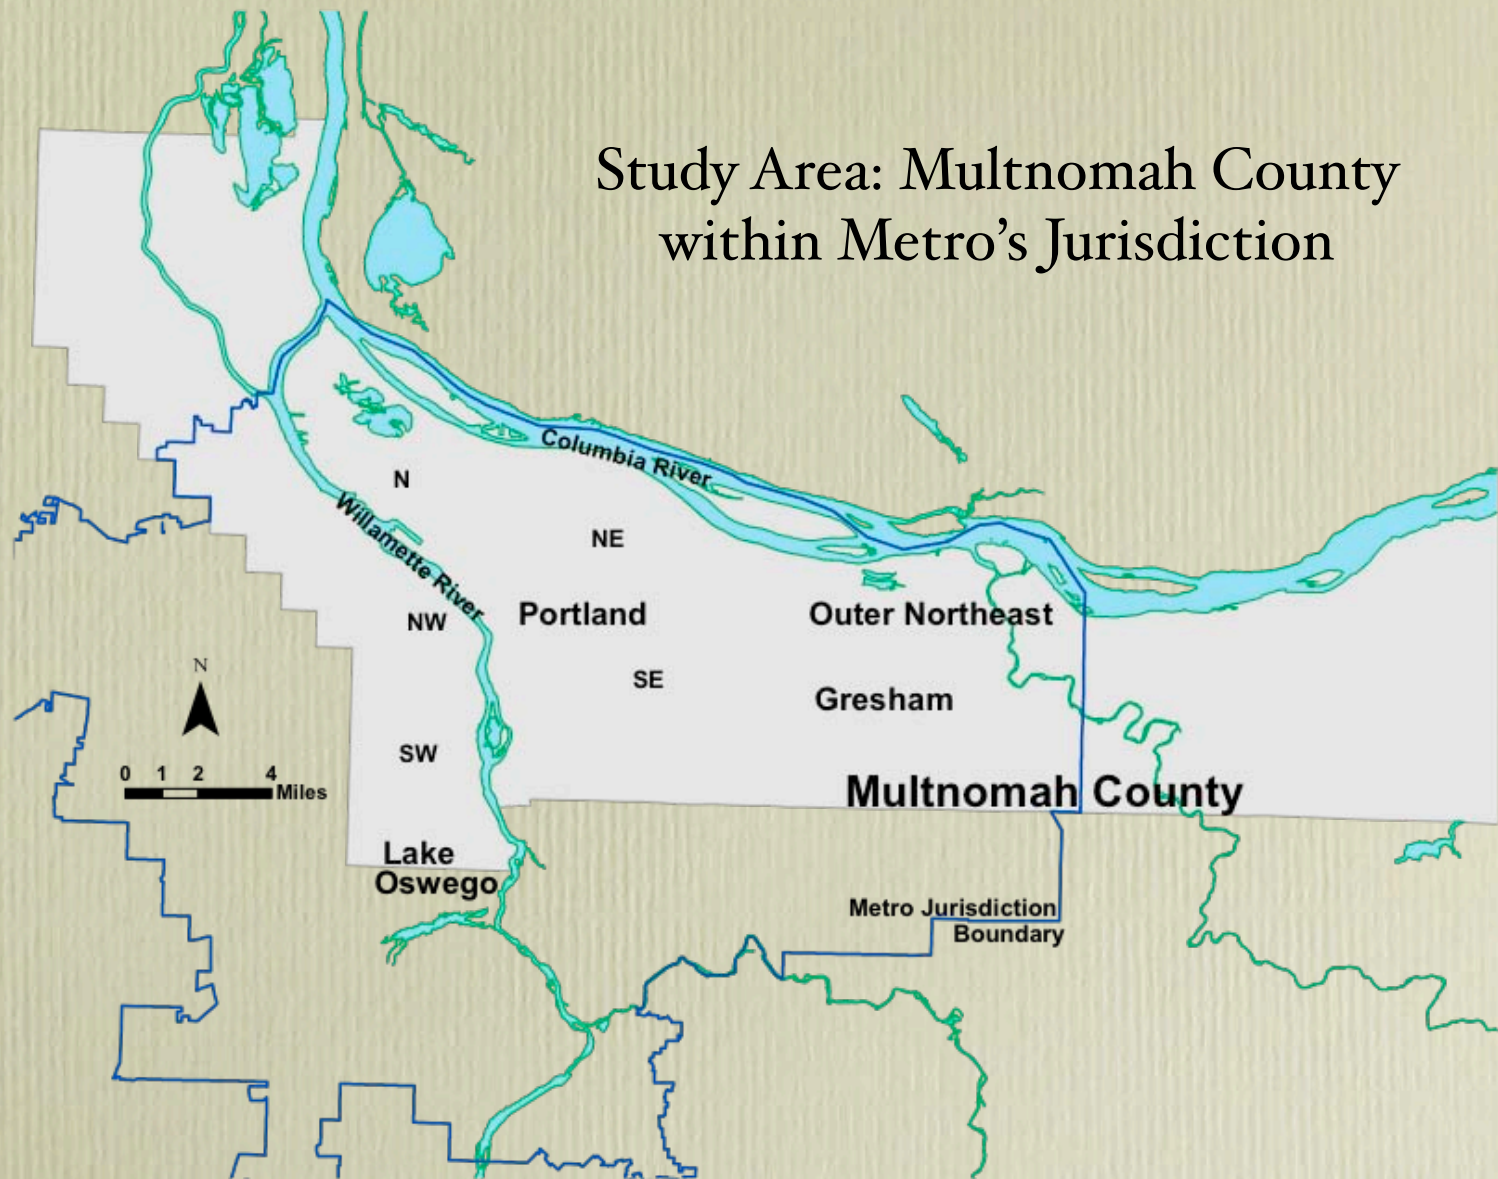 Study Area: Multnomah County
within Metro's Jurisdiction
Columbia River
N
Willamette River
NE
NW
Portland
Outer Northeast
SE
Gresham
N
SW
0 1 2 4
Miles
Multnomah County
Lake
Oswego
Metro Jurisdiction
Boundary